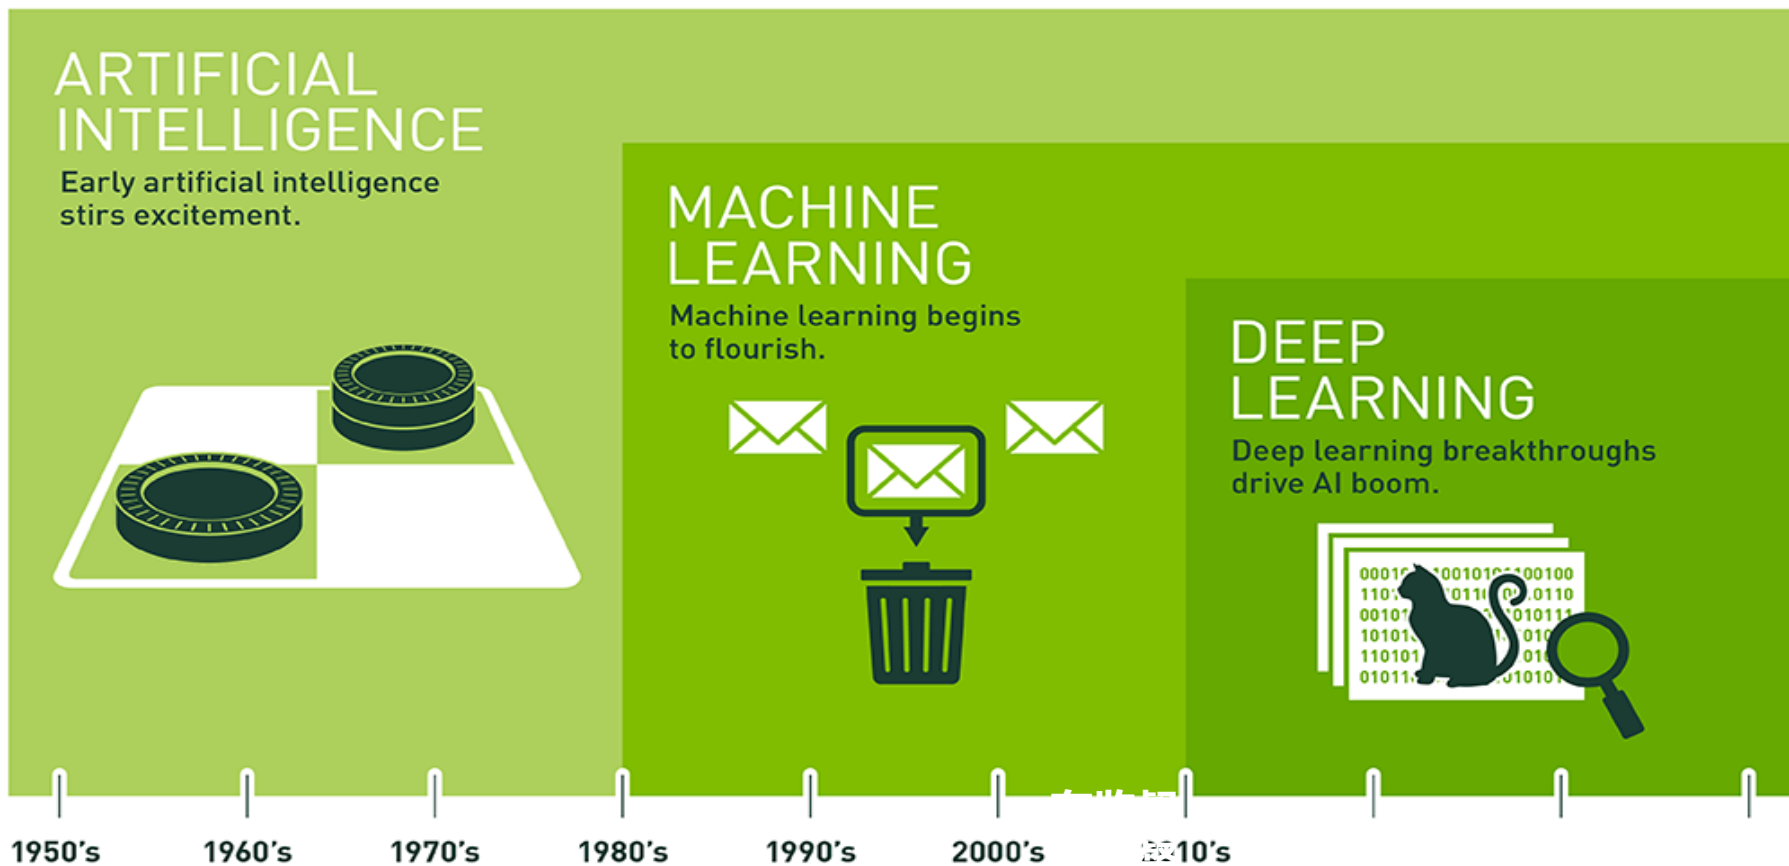 ARTIFICIAL
INTELLIGENCE
Early artificial intelligence
stirs excitement.
MACHINE
LEARNING
Machine learning begins
to flourish.
DEEP
LEARNING
Deep learning breakthroughs
drive AI boom.
1950's 1960's 1970's 1980's 1990's 2000's